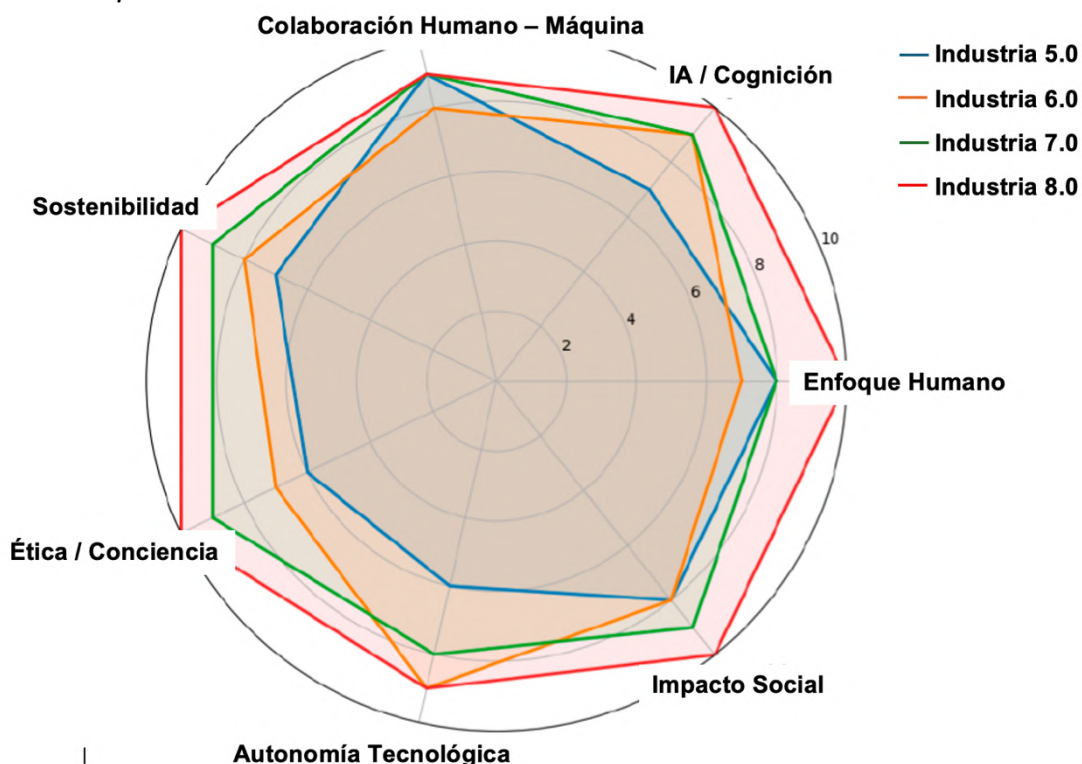 Colaboración Humano – Máquina
IA / Cognición
Industria 5.0
Industria 6.0
Industria 7.0
Industria 8.0
Sostenibilidad
10
8
6
4
2
Enfoque Humano
Ética / Conciencia
Impacto Social
Autonomía Tecnológica